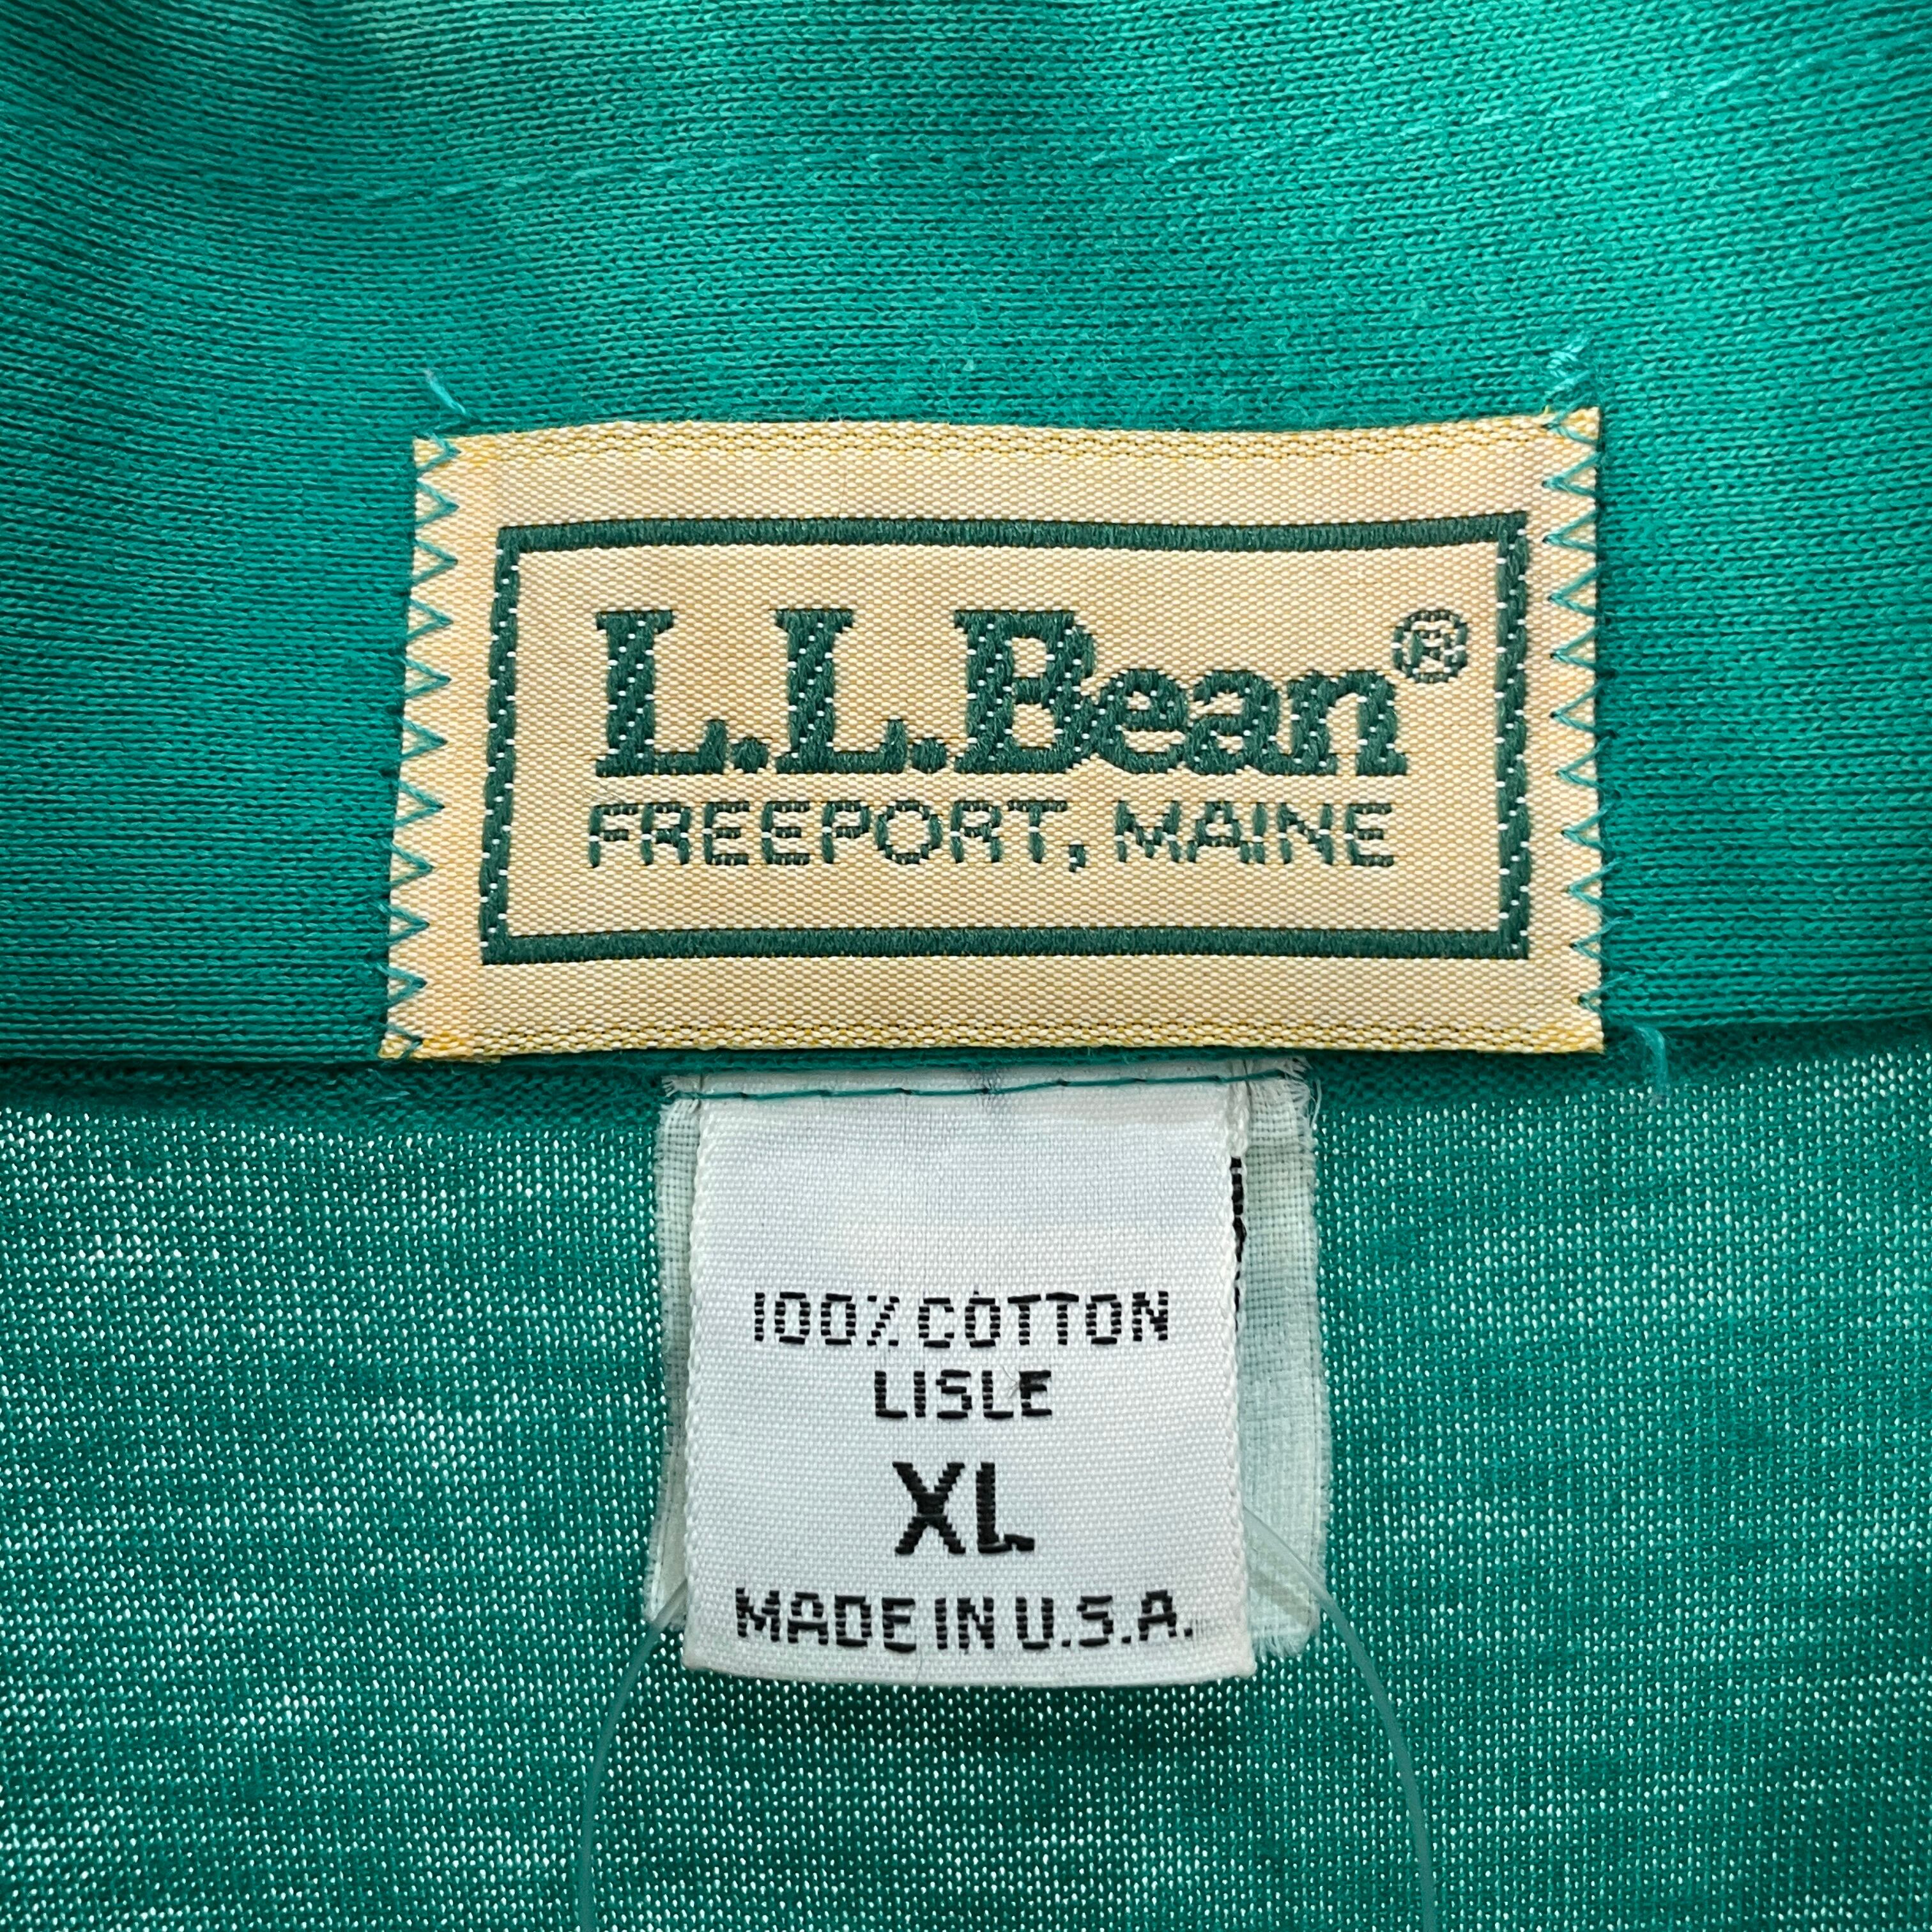 L.L.Bean®
FREEPORT, MAINE
100% COTTON
LISLE
XL
MADE IN U.S.A.